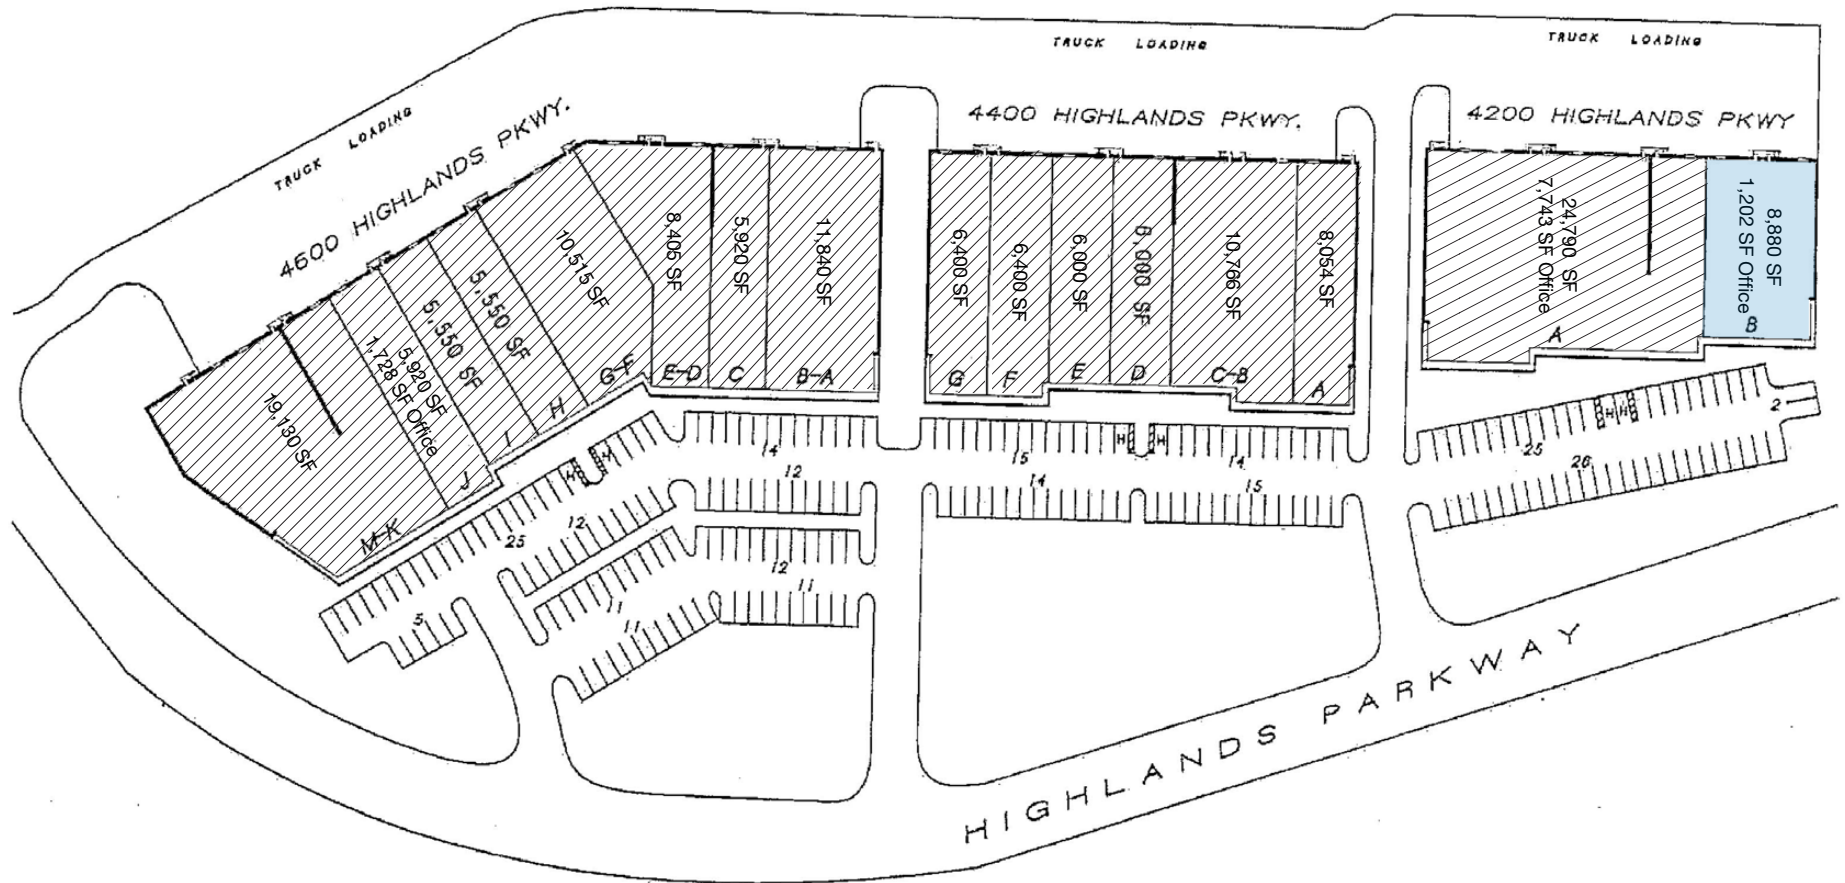 TRUCK LOADING
TRUCK LOADING
TRUCK LOADING
4600 HIGHLANDS PKWY.
4400 HIGHLANDS PKWY.
4200 HIGHLANDS PKWY
19,130 SF
M-K
5,920 SF
1,728 SF Office
J
5,550 SF
I
5,550 SF
H
10,515 SF
G-F
8,405 SF
E-D
5,920 SF
C
11,840 SF
B-A
6,400 SF
G
6,400 SF
F
6,000 SF
E
6,000 SF
D
10,766 SF
C-B
8,054 SF
A
24,790 SF
7,743 SF Office
A
8,880 SF
1,202 SF Office
B
14
12
H H
25
12
12
11
11
11
5
15
H H
14
14
15
25
H H
26
2
HIGHLANDS PARKWAY